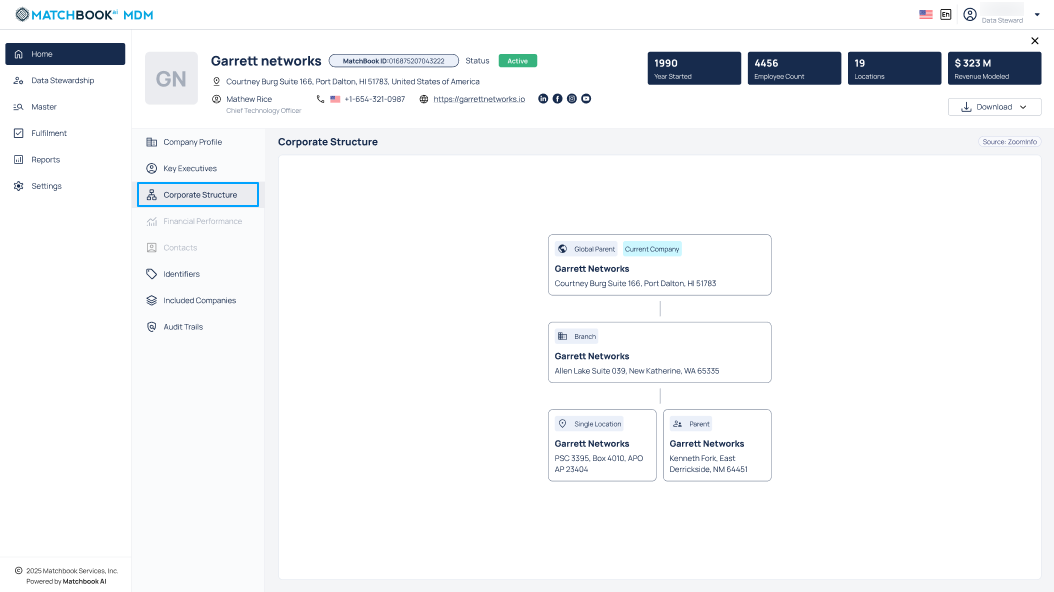 MATCHBOOK AI MDM
En
Data Steward
Home
Data Stewardship
Master
Fulfilment
Reports
Settings
GN
Garrett networks
MatchBook ID:016875207043222
Status
Active
Courtney Burg Suite 166, Port Dalton, HI 51783, United States of America
Mathew Rice
Chief Technology Officer
+1-654-321-0987
https://garrettnetworks.io
1990
Year Started
4456
Employee Count
19
Locations
$ 323 M
Revenue Modeled
Download
Company Profile
Key Executives
Corporate Structure
Financial Performance
Contacts
Identifiers
Included Companies
Audit Trails
Corporate Structure
Source: ZoomInfo
Global Parent
Current Company
Garrett Networks
Courtney Burg Suite 166, Port Dalton, HI 51783
Branch
Garrett Networks
Allen Lake Suite 039, New Katherine, WA 65335
Single Location
Garrett Networks
PSC 3395, Box 4010, APO
AP 23404
Parent
Garrett Networks
Kenneth Fork, East
Derrickside, NM 64451
© 2025 Matchbook Services, Inc.
Powered by Matchbook AI